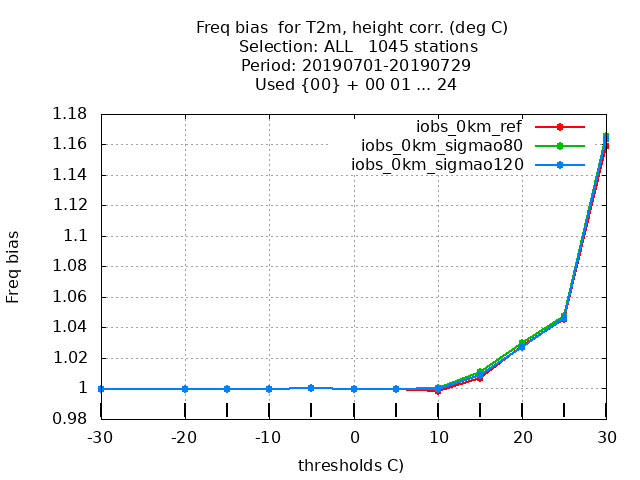 Freq bias  for T2m, height corr. (deg C)
Selection: ALL   1045 stations
Period: 20190701-20190729
Used {00} + 00 01 ... 24
iobs_0km_ref
iobs_0km_sigmao80
iobs_0km_sigmao120
Freq bias
1.18
1.16
1.14
1.12
1.1
1.08
1.06
1.04
1.02
1
0.98
-30 -20 -10 0 10 20 30
thresholds C)